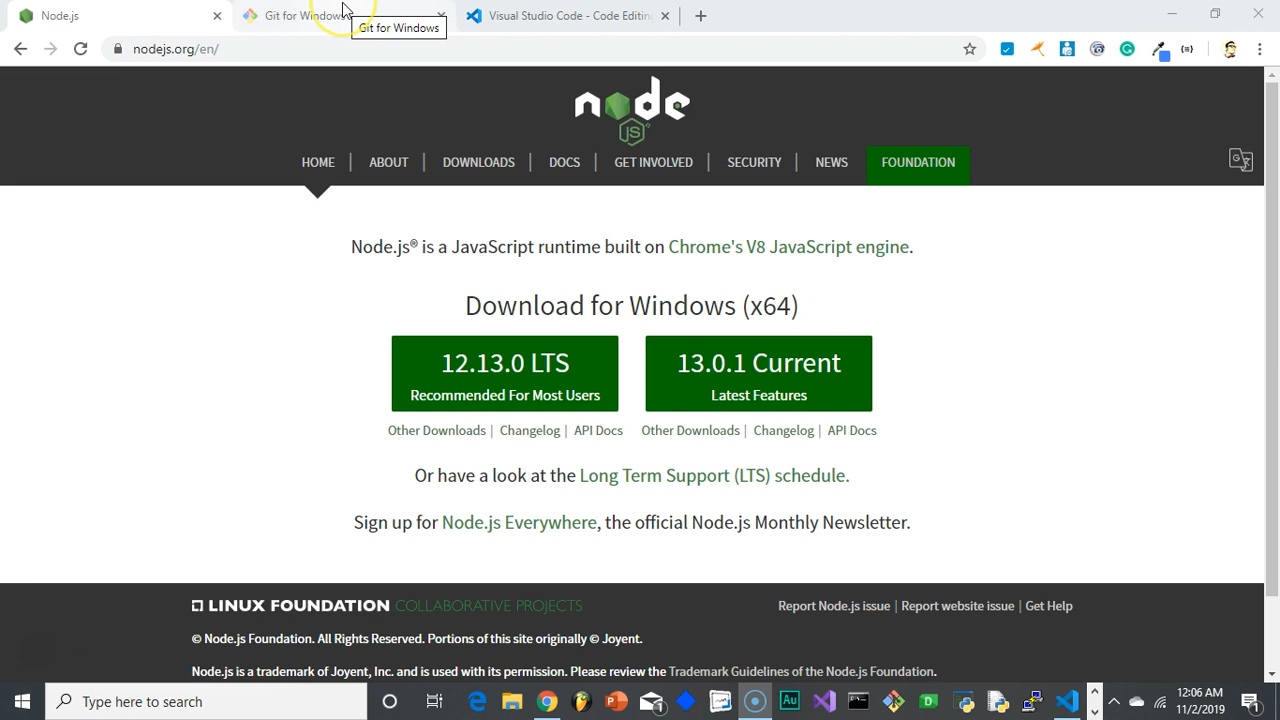 Node.js
Git for Windows
Visual Studio Code - Code Editing
Git for Windows
nodejs.org/en/
node
JS
HOME | ABOUT | DOWNLOADS | DOCS | GET INVOLVED | SECURITY | NEWS FOUNDATION
Node.js® is a JavaScript runtime built on Chrome's V8 JavaScript engine.
Download for Windows (x64)
12.13.0 LTS
Recommended For Most Users
13.0.1 Current
Latest Features
Other Downloads | Changelog | API Docs
Other Downloads | Changelog | API Docs
Or have a look at the Long Term Support (LTS) schedule.
Sign up for Node.js Everywhere, the official Node.js Monthly Newsletter.
LINUX FOUNDATION COLLABORATIVE PROJECTS
Report Node.js issue | Report website issue | Get Help
© Node.js Foundation. All Rights Reserved. Portions of this site originally © Joyent.
Node.js is a trademark of Joyent, Inc. and is used with its permission. Please review the Trademark Guidelines of the Node.js Foundation.
Type here to search
12:06 AM
11/2/2019